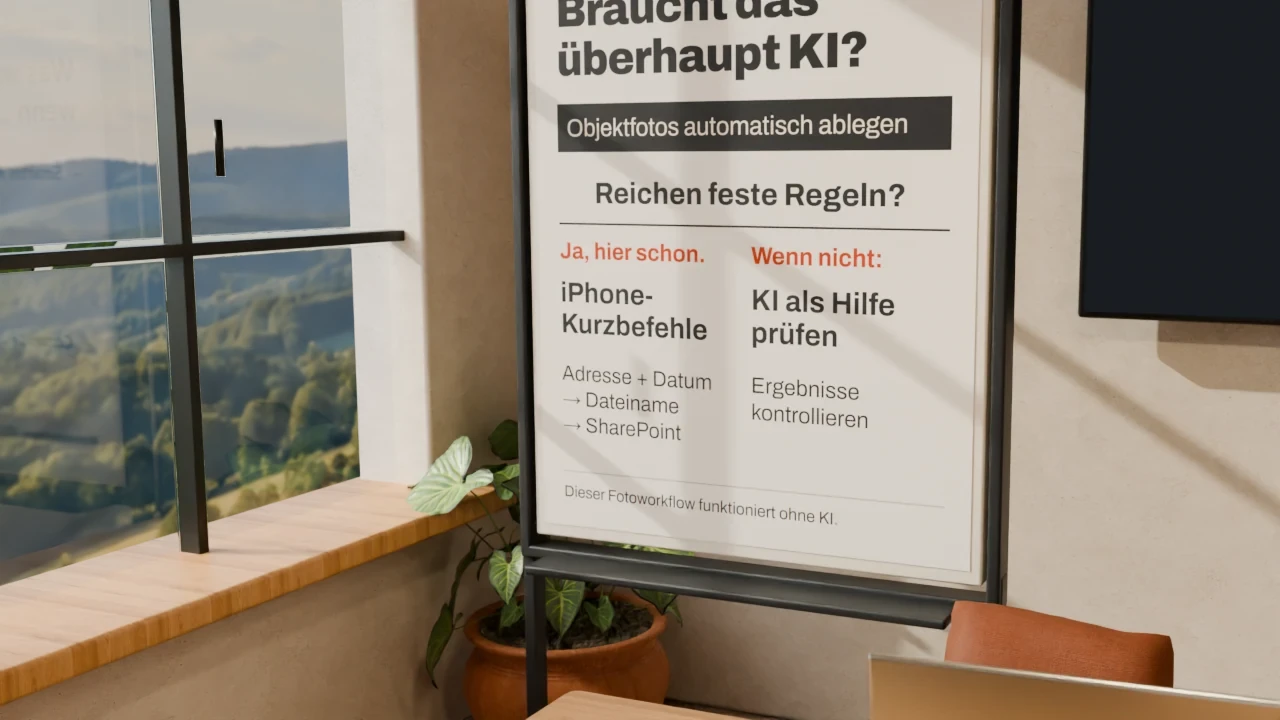 Braucht das
überhaupt KI?
Objektfotos automatisch ablegen
Reichen feste Regeln?
Ja, hier schon.
iPhone-
Kurzbefehle
Adresse + Datum
→ Dateiname
→ SharePoint
Wenn nicht:
KI als Hilfe
prüfen
Ergebnisse
kontrollieren
Dieser Fotoworkflow funktioniert ohne KI.